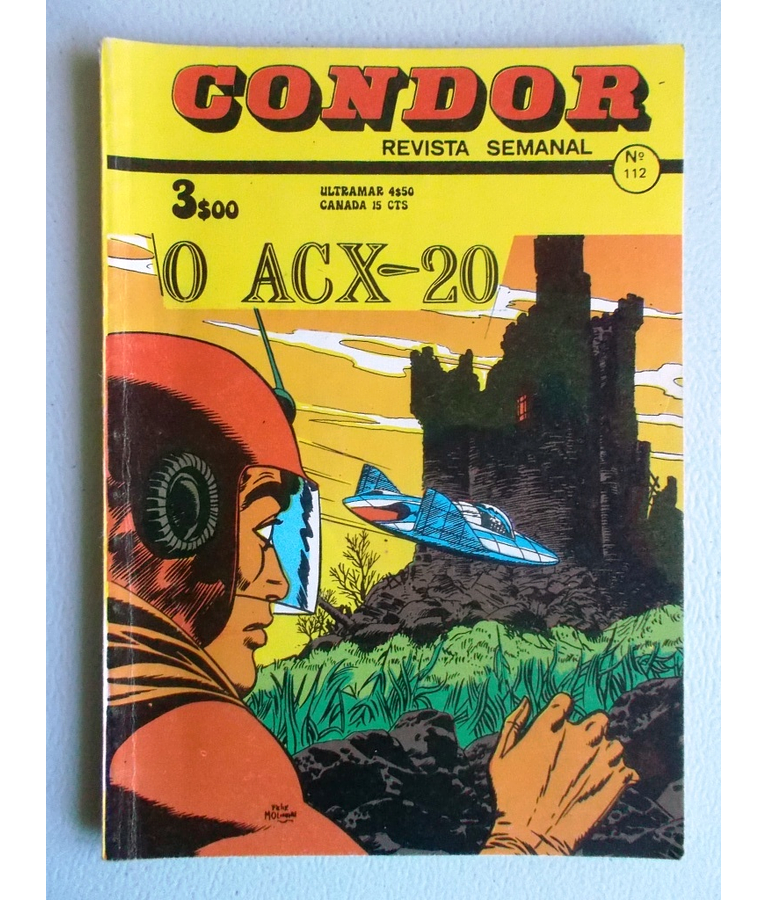 CONDOR
REVISTA SEMANAL
Nº
112
3$00
ULTRAMAR 4$50
CANADA 15 CTS
O ACX-20